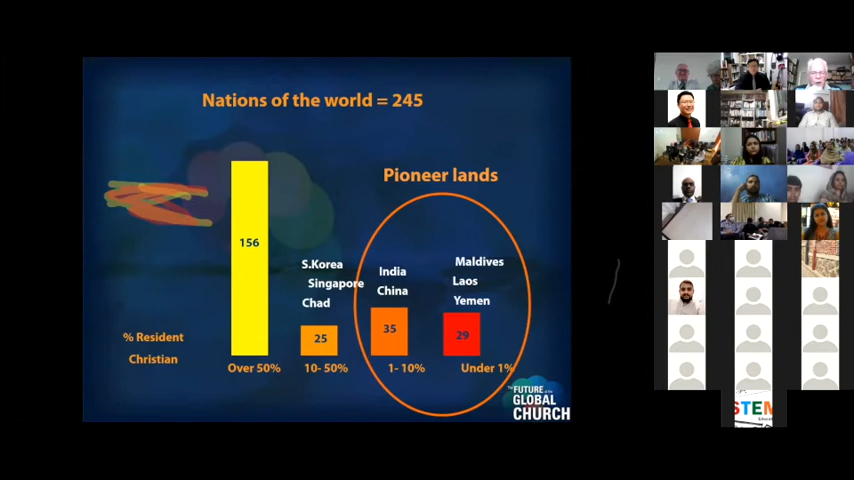 Nations of the world = 245
Pioneer lands
156
S.Korea
Singapore
Chad
25
India
China
35
Maldives
Laos
Yemen
29
% Resident
Christian
Over 50%
10- 50%
1- 10%
Under 1%
The FUTURE of the
GLOBAL
CHURCH
STEM